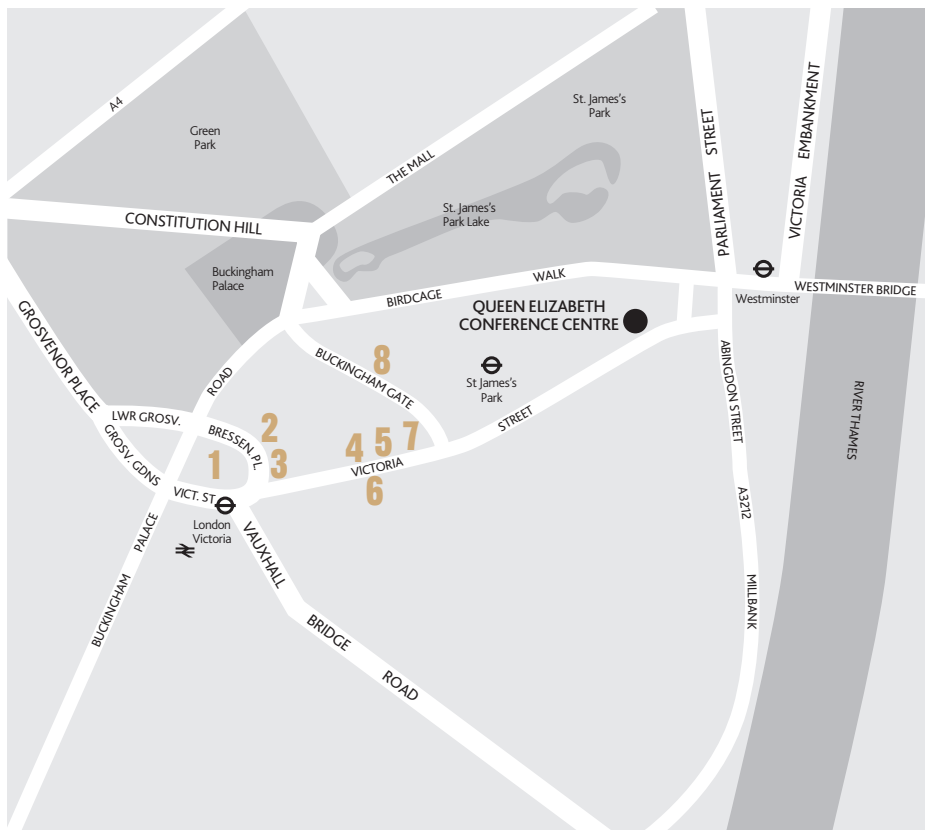 A4
Green
Park
St. James's
Park
THE MALL
PARLIAMENT STREET
VICTORIA EMBANKMENT
CONSTITUTION HILL
St. James's
Park Lake
Buckingham
Palace
BIRDCAGE WALK
Westminster
WESTMINSTER BRIDGE
QUEEN ELIZABETH
CONFERENCE CENTRE
GROSVENOR PLACE
BUCKINGHAM GATE
8
St James's
Park
ABINGDON STREET
RIVER THAMES
LWR GROSV.
GROSV. GDNS
BRESSEN. PL.
2
1
3
4
5
7
6
VICTORIA STREET
VICT. ST.
London
Victoria
BUCKINGHAM PALACE ROAD
VAUXHALL BRIDGE ROAD
A3212
MILLBANK